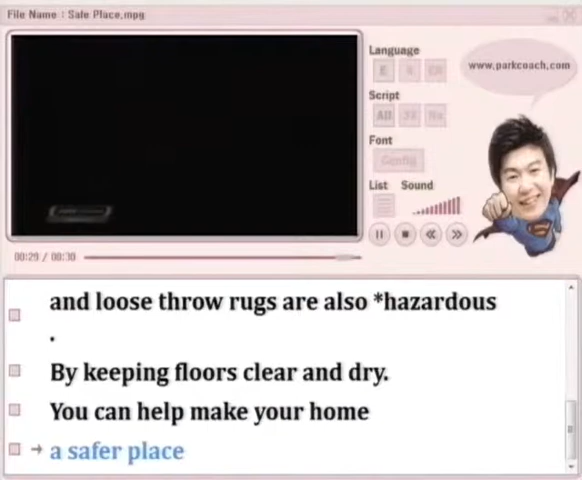 File Name : Safe Place.mpg
Language
E
www.parkcoach.com
Script
All
Font
Config
List Sound
00:29 / 00:30
and loose throw rugs are also *hazardous
.
By keeping floors clear and dry.
You can help make your home
→ a safer place